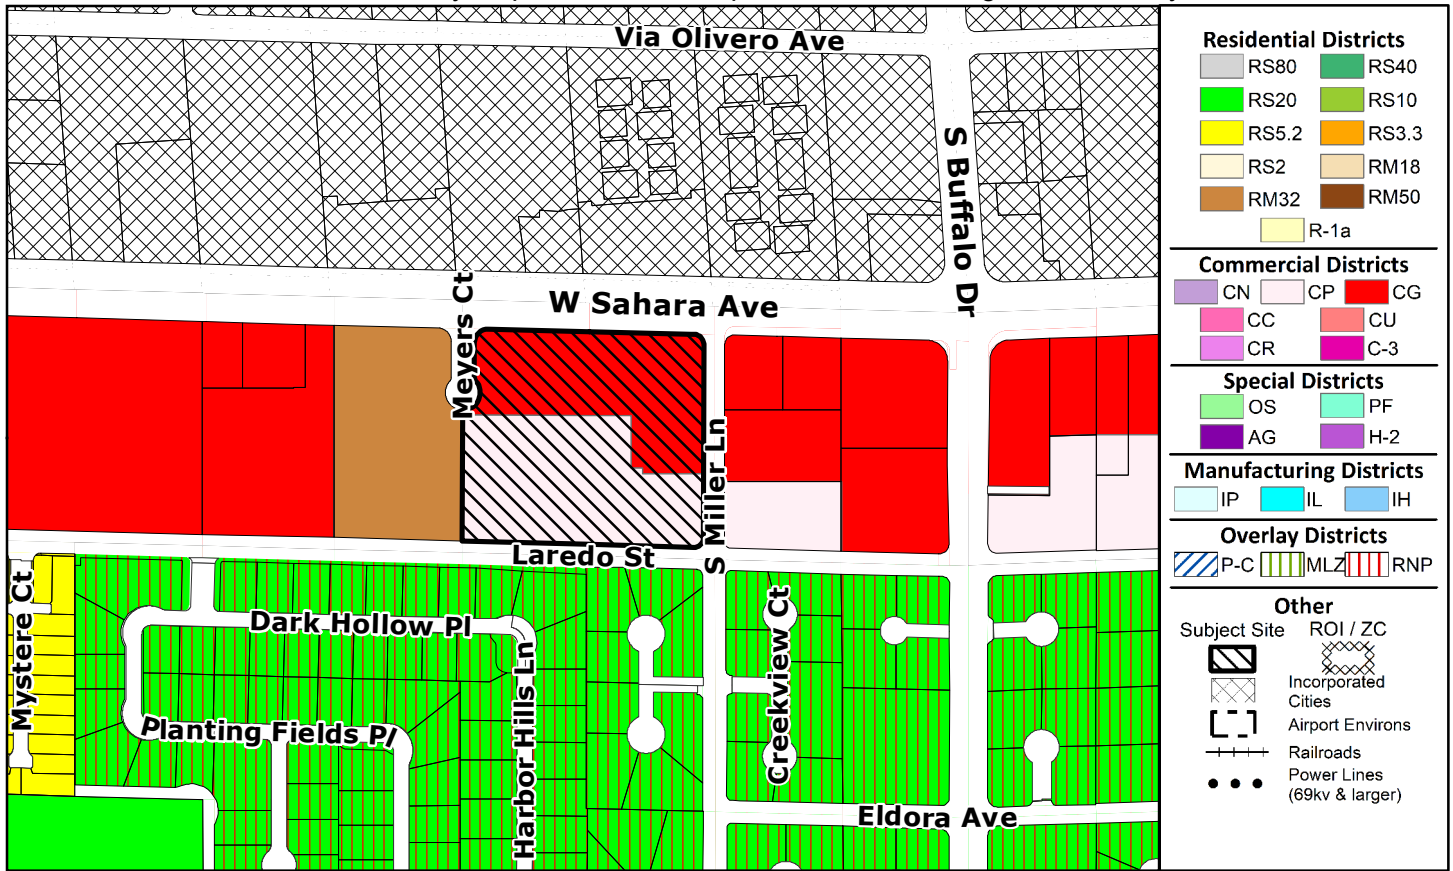 Via Olivero Ave
S Buffalo Dr
W Sahara Ave
Meyers Ct
S Miller Ln
Laredo St
Mystere Ct
Dark Hollow Pl
Harbor Hills Ln
Creekview Ct
Planting Fields Pl
Eldora Ave
Residential Districts
RS80 RS40
RS20 RS10
RS5.2 RS3.3
RS2 RM18
RM32 RM50
R-1a
Commercial Districts
CN CP CG
CC CU
CR C-3
Special Districts
OS PF
AG H-2
Manufacturing Districts
IP IL IH
Overlay Districts
P-C MLZ RNP
Other
Subject Site ROI / ZC
Incorporated
Cities
Airport Environs
Railroads
Power Lines
(69kv & larger)